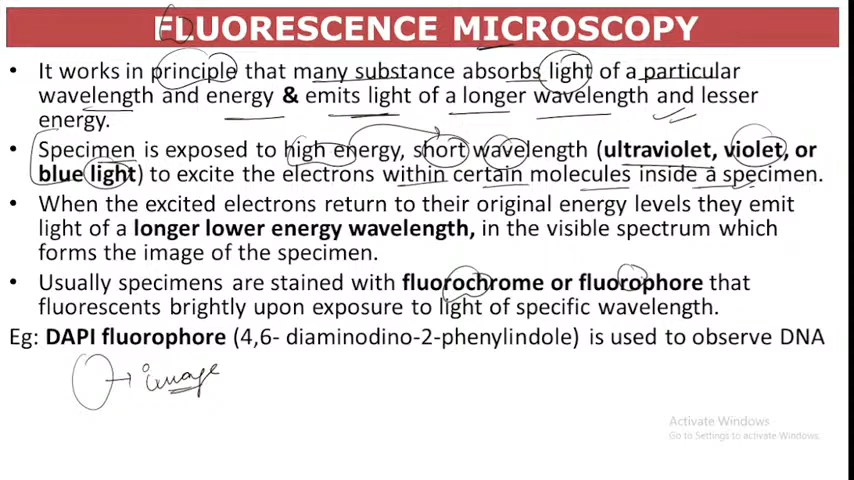 FLUORESCENCE MICROSCOPY
• It works in principle that many substance absorbs light of a particular
wavelength and energy & emits light of a longer wavelength and lesser
energy.
• Specimen is exposed to high energy, short wavelength (ultraviolet, violet, or
blue light) to excite the electrons within certain molecules inside a specimen.
• When the excited electrons return to their original energy levels they emit
light of a longer lower energy wavelength, in the visible spectrum which
forms the image of the specimen.
• Usually specimens are stained with fluorochrome or fluorophore that
fluorescents brightly upon exposure to light of specific wavelength.
Eg: DAPI fluorophore (4,6- diaminodino-2-phenylindole) is used to observe DNA
image
Activate Windows
Go to Settings to activate Windows.